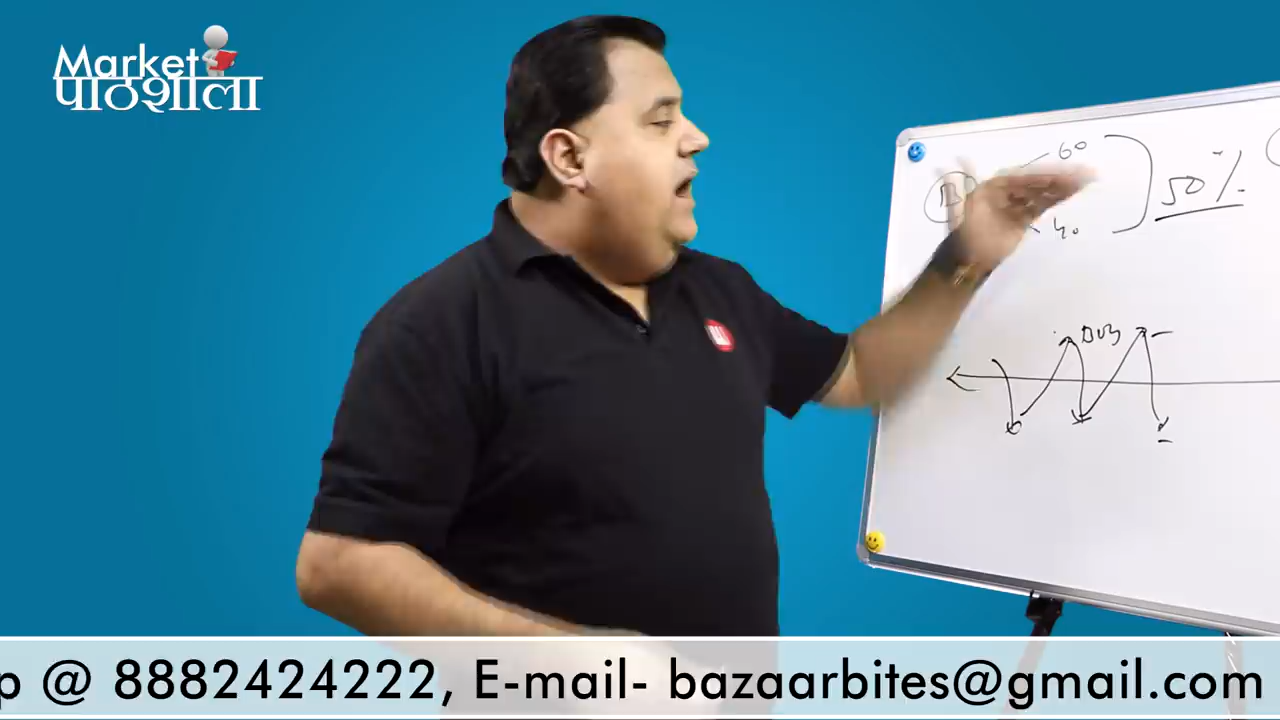 Market
पाठशाला
60
50%
40
p @ 8882424222, E-mail- bazaarbites@gmail.com